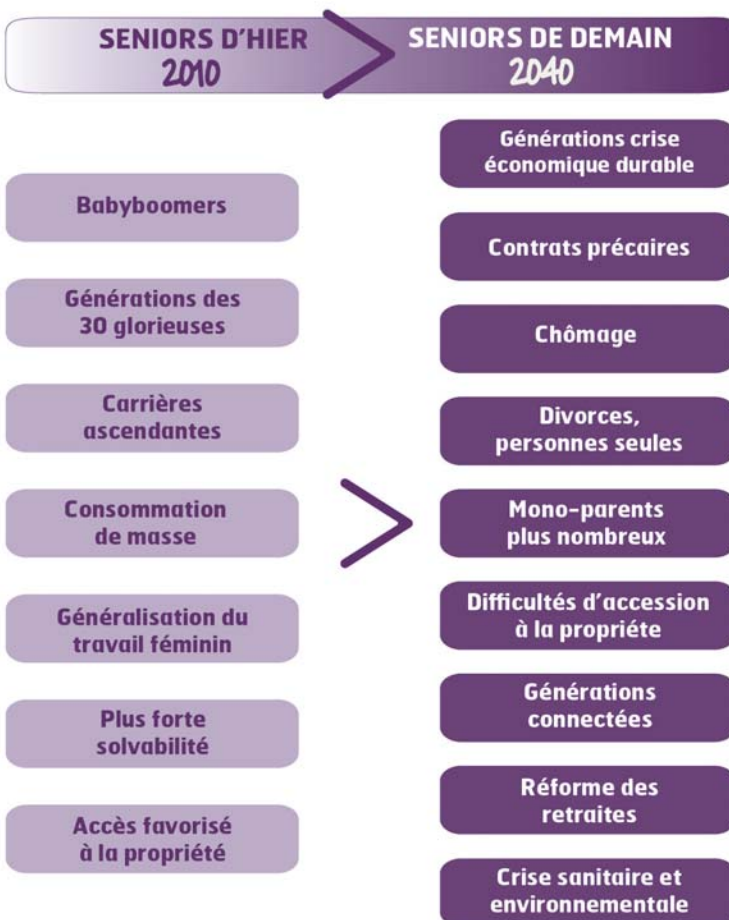 SENIORS D'HIER
2010
SENIORS DE DEMAIN
2040
Babyboomers
Générations des
30 glorieuses
Carrières
ascendantes
Consommation
de masse
Généralisation du
travail féminin
Plus forte
solvabilité
Accès favorisé
à la propriété
Générations crise
économique durable
Contrats précaires
Chômage
Divorces,
personnes seules
Mono-parents
plus nombreux
Difficultés d'accession
à la propriéte
Générations
connectées
Réforme des
retraites
Crise sanitaire et
environnementale